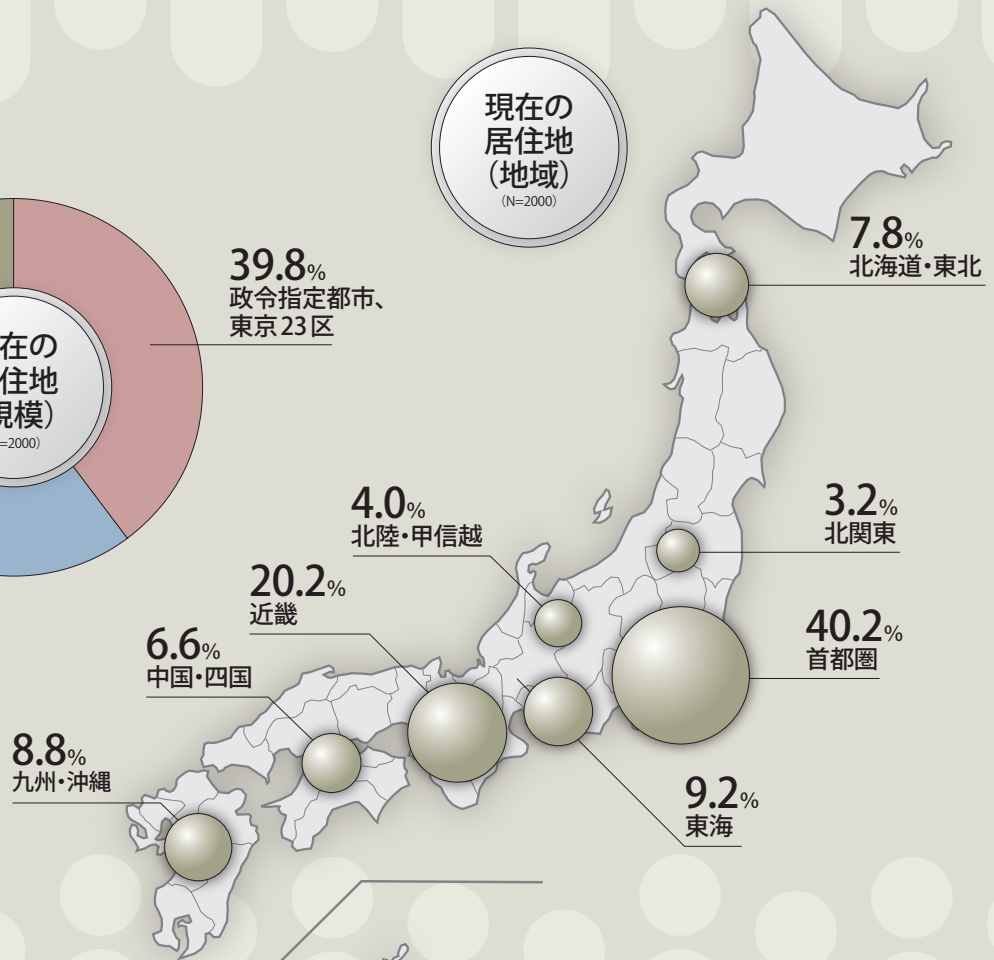 現在の
居住地
（地域）
（N=2000）
7.8%
北海道・東北
39.8%
政令指定都市、
東京23区
在の
住地
規模）
=2000）
4.0%
北陸・甲信越
3.2%
北関東
20.2%
近畿
40.2%
首都圏
6.6%
中国・四国
8.8%
九州・沖縄
9.2%
東海